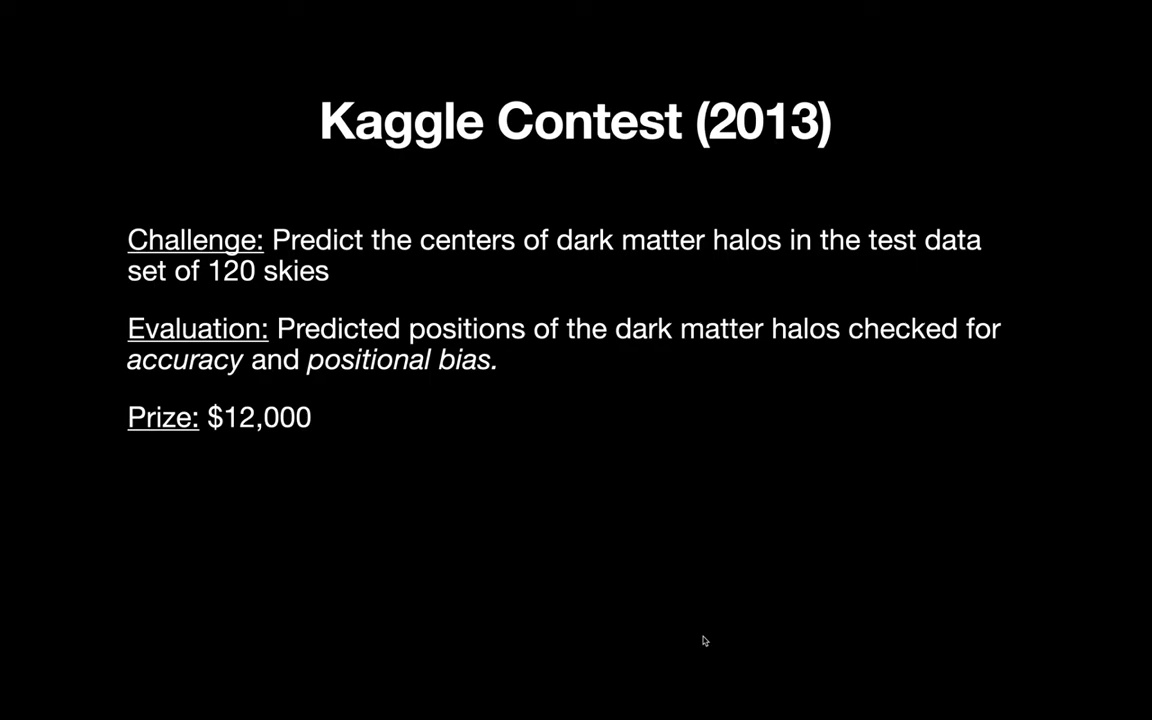 Kaggle Contest (2013)
Challenge: Predict the centers of dark matter halos in the test data
set of 120 skies
Evaluation: Predicted positions of the dark matter halos checked for
accuracy and positional bias.
Prize: $12,000